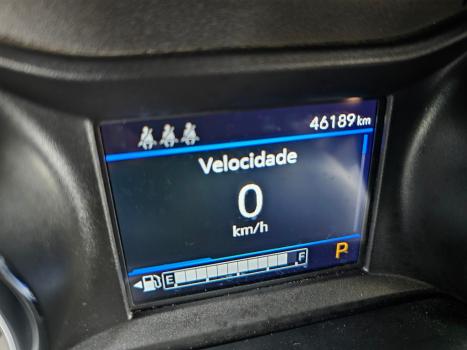 46189 km
Velocidade
0
km/h
E F P